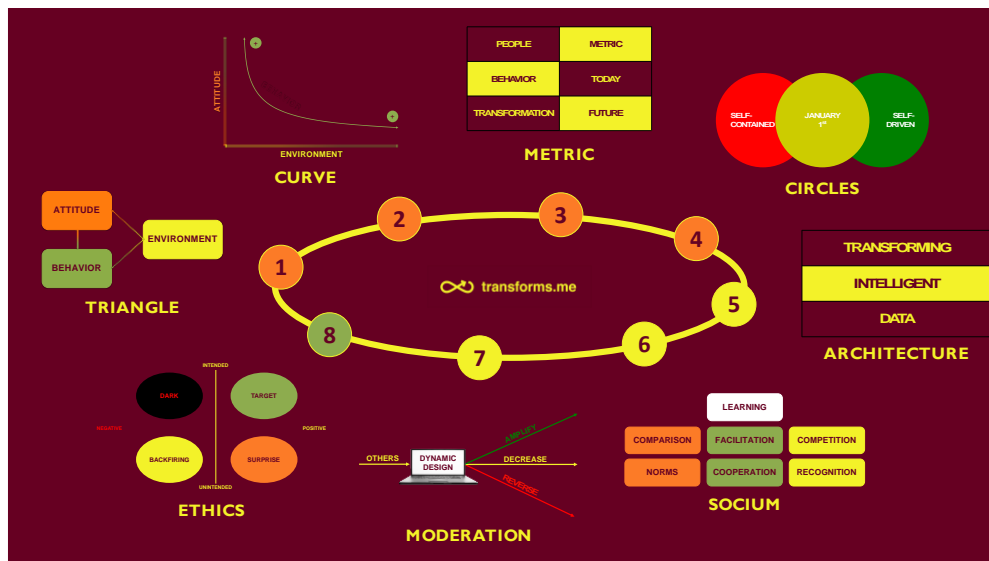 +
+
ATTITUDE
ENVIRONMENT
CURVE
PEOPLE METRIC
BEHAVIOR TODAY
TRANSFORMATION FUTURE
METRIC
SELF-
CONTAINED
JANUARY
1ST
SELF-
DRIVEN
CIRCLES
ATTITUDE
BEHAVIOR
ENVIRONMENT
TRIANGLE
1
2
3
4
5
6
7
8
transforms.me
TRANSFORMING
INTELLIGENT
DATA
ARCHITECTURE
INTENDED
DARK
TARGET
NEGATIVE
POSITIVE
BACKFIRING
SURPRISE
UNINTENDED
ETHICS
OTHERS
DYNAMIC
DESIGN
AMPLIFY
DECREASE
REVERSE
MODERATION
LEARNING
COMPARISON FACILITATION COMPETITION
NORMS COOPERATION RECOGNITION
SOCIUM